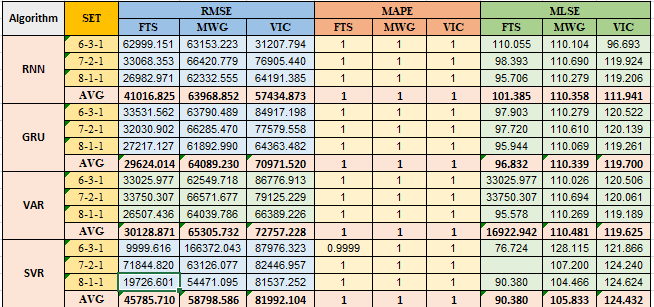 Algorithm SET RMSE MAPE MLSE
FTS MWG VIC FTS MWG VIC FTS MWG VIC
RNN
6-3-1 62999.151 63153.223 31207.794 1 1 1 110.055 110.104 96.693
7-2-1 33068.353 66420.779 76905.440 1 1 1 98.393 110.690 119.924
8-1-1 26982.971 62332.555 64191.385 1 1 1 95.706 110.279 119.206
AVG 41016.825 63968.852 57434.873 1 1 1 101.385 110.358 111.941
GRU
6-3-1 33531.562 63790.489 84917.198 1 1 1 97.903 110.279 120.522
7-2-1 32030.902 66285.470 77579.558 1 1 1 97.720 110.610 120.139
8-1-1 27217.127 61892.990 64363.482 1 1 1 95.944 110.069 119.261
AVG 29624.014 64089.230 70971.520 1 1 1 96.832 110.339 119.700
VAR
6-3-1 33025.977 62549.718 86776.913 1 1 1 33025.977 110.026 120.506
7-2-1 33750.307 66571.677 79125.229 1 1 1 33750.307 110.694 120.061
8-1-1 26507.436 64039.786 66389.226 1 1 1 95.578 110.269 119.189
AVG 30128.871 65305.732 72757.228 1 1 1 16922.942 110.481 119.625
SVR
6-3-1 9999.616 166372.043 87976.323 0.9999 1 1 76.724 128.115 121.866
7-2-1 71844.820 63126.077 82446.957 1 1 107.200 124.240
8-1-1 19726.601 54471.095 81537.252 1 1 90.380 104.466 124.624
AVG 45785.710 58798.586 81992.104 1 1 1 90.380 105.833 124.432